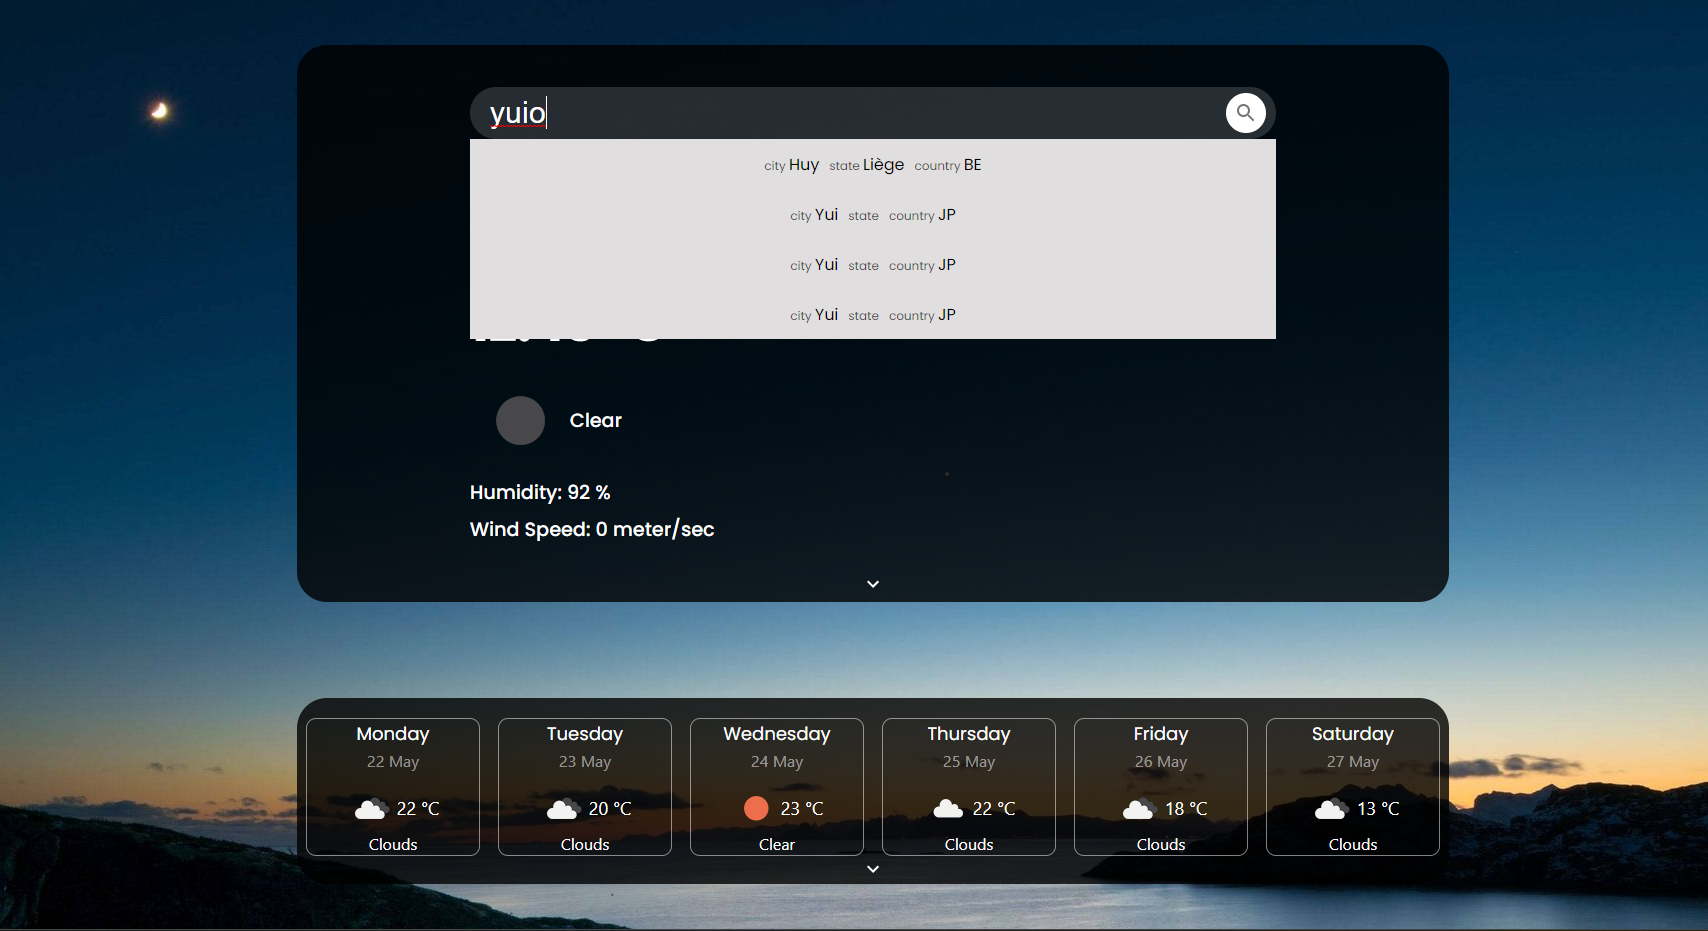 yuio
city Huy state Liège country BE
city Yui state country JP
city Yui state country JP
city Yui state country JP
Clear
Humidity: 92 %
Wind Speed: 0 meter/sec
Monday
22 May
22 °C
Clouds
Tuesday
23 May
20 °C
Clouds
Wednesday
24 May
23 °C
Clear
Thursday
25 May
22 °C
Clouds
Friday
26 May
18 °C
Clouds
Saturday
27 May
13 °C
Clouds